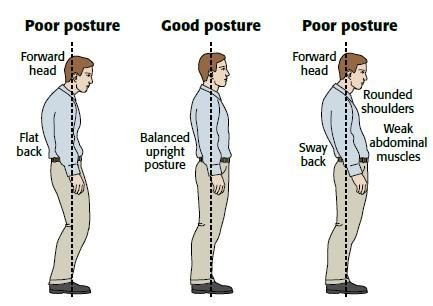 Poor posture
Good posture
Poor posture
Forward
head
Flat
back
Balanced
upright
posture
Forward
head
Rounded
shoulders
Weak
abdominal
muscles
Sway
back